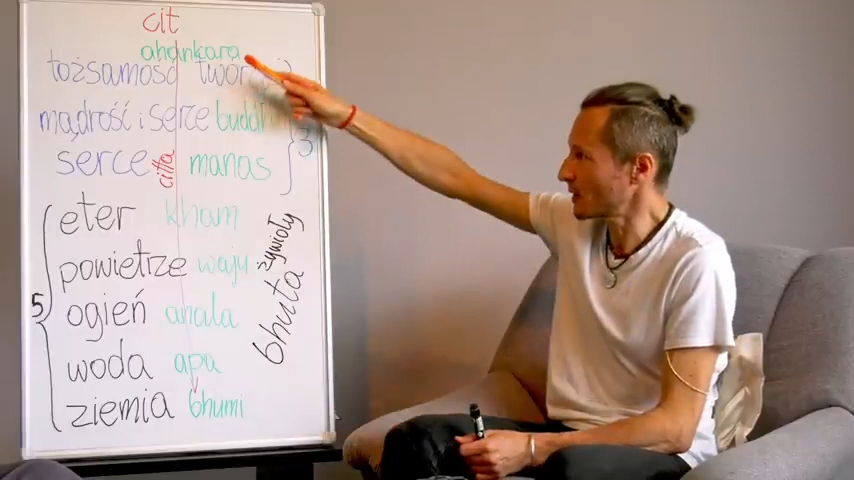 cit
ahankara
tożsamość
mądrość i serce buddhi
serce citta manas
3
eter kham
powietrze waju
ogień anala
woda apa
ziemia bhumi
5
bhuta żywioły